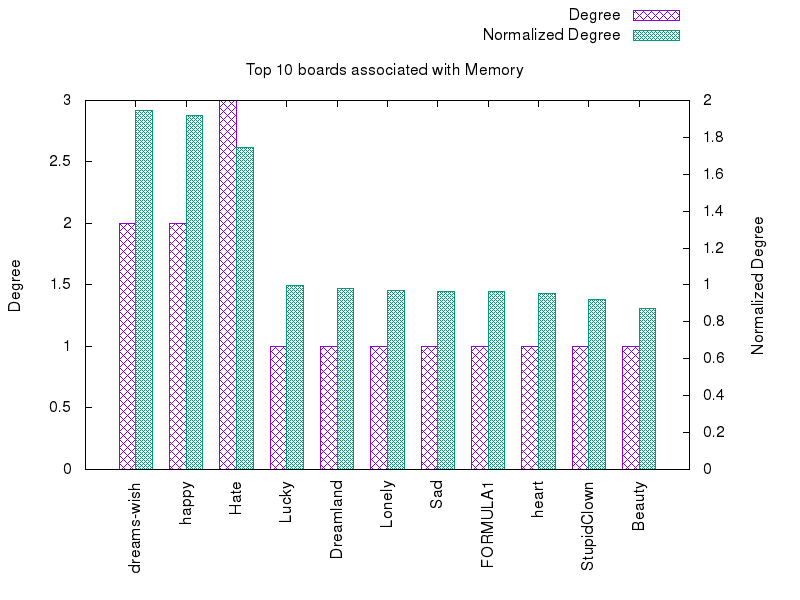 Degree
Normalized Degree
Top 10 boards associated with Memory
3
2.5
2
1.5
1
0.5
0
2
1.8
1.6
1.4
1.2
1
0.8
0.6
0.4
0.2
0
Degree
Normalized Degree
dreams-wish
happy
Hate
Lucky
Dreamland
Lonely
Sad
FORMULA1
heart
StupidClown
Beauty